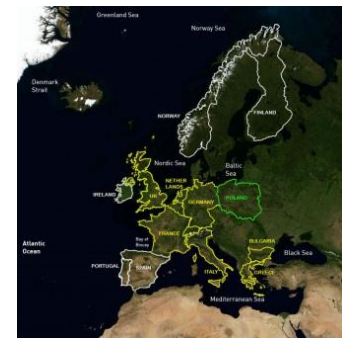 Greenland Sea
Norway Sea
Denmark
Strait
NORWAY
FINLAND
Nordic Sea
Baltic
Sea
NETHER
LANDS
IRELAND
UK
GERMANY
POLAND
Atlantic
Ocean
FRANCE
Bay of
Biscay
BULGARIA
Black Sea
PORTUGAL
SPAIN
ITALY
GREECE
Mediterranean Sea